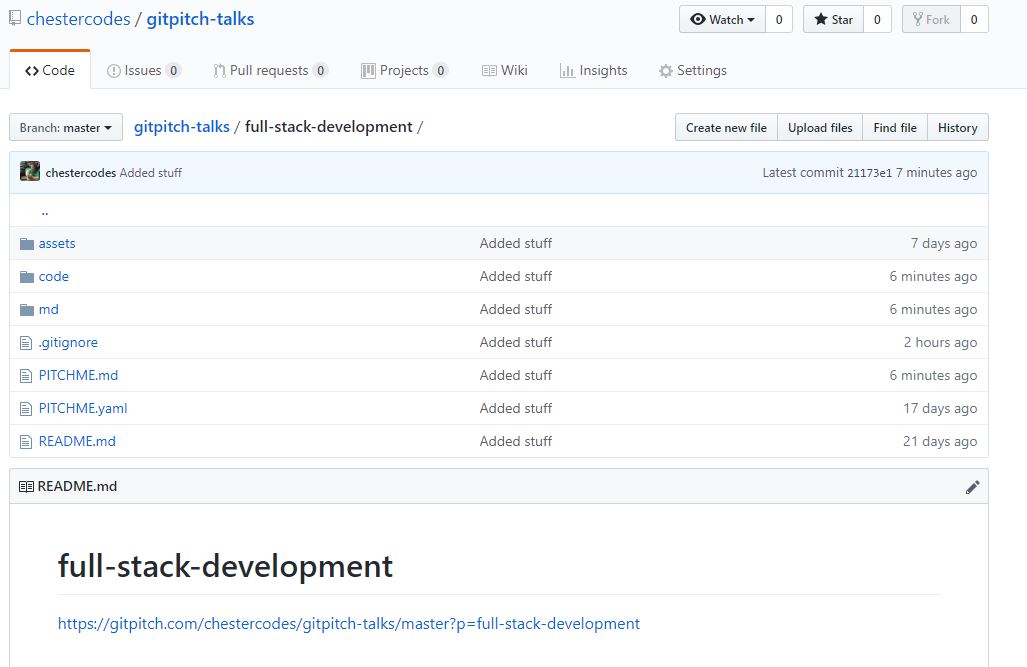 chestercodes / gitpitch-talks Watch 0 Star 0 Fork 0
Code Issues 0 Pull requests 0 Projects 0 Wiki Insights Settings
Branch: master gitpitch-talks / full-stack-development / Create new file Upload files Find file History
chestercodes Added stuff Latest commit 21173e1 7 minutes ago
..
assets Added stuff 7 days ago
code Added stuff 6 minutes ago
md Added stuff 6 minutes ago
.gitignore Added stuff 2 hours ago
PITCHME.md Added stuff 6 minutes ago
PITCHME.yaml Added stuff 17 days ago
README.md Added stuff 21 days ago
README.md
full-stack-development
https://gitpitch.com/chestercodes/gitpitch-talks/master?p=full-stack-development